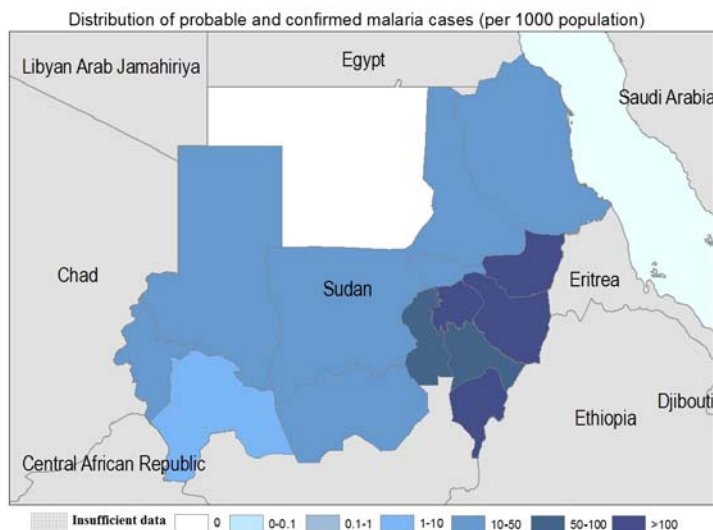 Distribution of probable and confirmed malaria cases (per 1000 population)
Egypt
Libyan Arab Jamahiriya
Saudi Arabia
Chad
Sudan
Eritrea
Djibouti
Ethiopia
Central African Republic
Insufficient data 0 0-0.1 0.1-1 1-10 10-50 50-100 >100